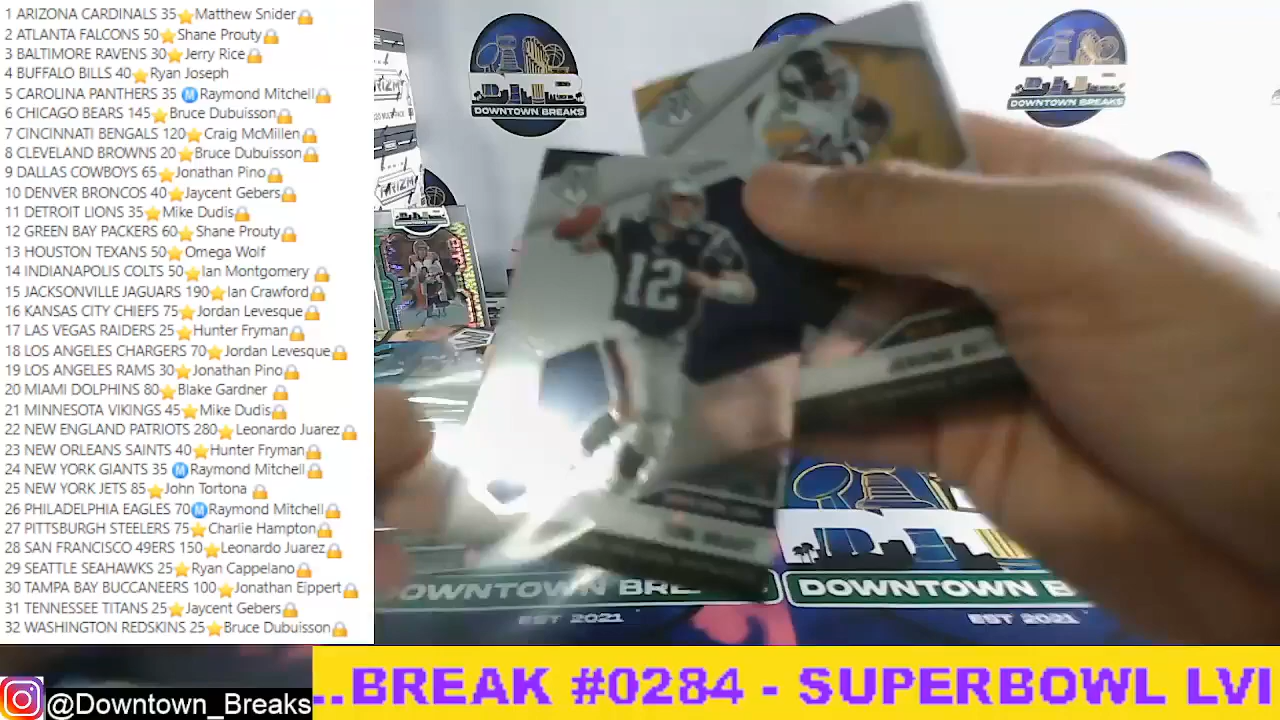 1 ARIZONA CARDINALS 35⭐Matthew Snider🔒
2 ATLANTA FALCONS 50⭐Shane Prouty🔒
3 BALTIMORE RAVENS 30⭐Jerry Rice🔒
4 BUFFALO BILLS 40⭐Ryan Joseph
5 CAROLINA PANTHERS 35 Ⓜ️Raymond Mitchell🔒
6 CHICAGO BEARS 145⭐Bruce Dubuisson🔒
7 CINCINNATI BENGALS 120⭐Craig McMillen🔒
8 CLEVELAND BROWNS 20⭐Bruce Dubuisson🔒
9 DALLAS COWBOYS 65⭐Jonathan Pino🔒
10 DENVER BRONCOS 40⭐Jaycent Gebers🔒
11 DETROIT LIONS 35⭐Mike Dudis🔒
12 GREEN BAY PACKERS 60⭐Shane Prouty🔒
13 HOUSTON TEXANS 50⭐Omega Wolf
14 INDIANAPOLIS COLTS 50⭐Ian Montgomery 🔒
15 JACKSONVILLE JAGUARS 190⭐Ian Crawford🔒
16 KANSAS CITY CHIEFS 75⭐Jordan Levesque🔒
17 LAS VEGAS RAIDERS 25⭐Hunter Fryman🔒
18 LOS ANGELES CHARGERS 70⭐Jordan Levesque🔒
19 LOS ANGELES RAMS 30⭐Jonathan Pino🔒
20 MIAMI DOLPHINS 80⭐Blake Gardner 🔒
21 MINNESOTA VIKINGS 45⭐Mike Dudis🔒
22 NEW ENGLAND PATRIOTS 280⭐Leonardo Juarez🔒
23 NEW ORLEANS SAINTS 40⭐Hunter Fryman🔒
24 NEW YORK GIANTS 35 Ⓜ️Raymond Mitchell🔒
25 NEW YORK JETS 85⭐John Tortona 🔒
26 PHILADELPHIA EAGLES 70Ⓜ️Raymond Mitchell🔒
27 PITTSBURGH STEELERS 75⭐Charlie Hampton🔒
28 SAN FRANCISCO 49ERS 150⭐Leonardo Juarez🔒
29 SEATTLE SEAHAWKS 25⭐Ryan Cappelano🔒
30 TAMPA BAY BUCCANEERS 100⭐Jonathan Eippert🔒
31 TENNESSEE TITANS 25⭐Jaycent Gebers🔒
32 WASHINGTON REDSKINS 25⭐Bruce Dubuisson🔒
DOWNTOWN BREAKS
DOWNTOWN BREAKS
12
DOWNTOWN BRE
DOWNTOWN B
EST 2021
EST 2021
@Downtown_Breaks
...BREAK #0284 - SUPERBOWL LVI